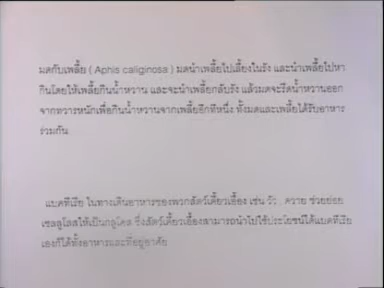 มดกับเพลี้ย ( Aphis caliginosa ) มดนำเพลี้ยไปเลี้ยงในรัง และนำเพลี้ยไปหา
กินโดยให้เพลี้ยกินน้ำหวาน และจะนำเพลี้ยกลับรัง แล้วมดจะรีดน้ำหวานออก
จากทวารหนักเพื่อกินน้ำหวานจากเพลี้ยอีกทีหนึ่ง ทั้งมดและเพลี้ยได้รับอาหาร
ร่วมกัน
แบคทีเรีย ในทางเดินอาหารของพวกสัตว์เคี้ยวเอื้อง เช่น วัว , ควาย ช่วยย่อย
เซลลูโลสให้เป็นกลูโคส ซึ่งสัตว์เคี้ยวเอื้องสามารถนำไปใช้ประโยชน์ได้แบคทีเรีย
เองก็ได้ทั้งอาหารและที่อยู่อาศัย